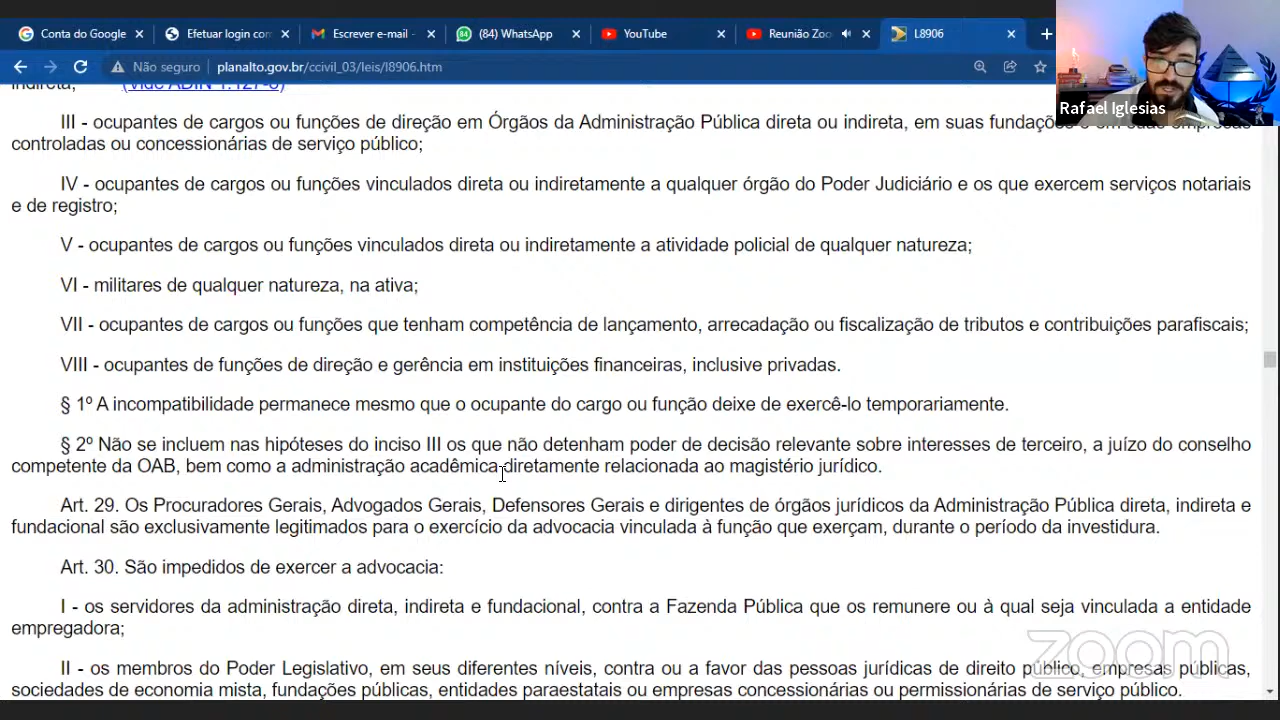 Conta do Google
Efetuar login com
Escrever e-mail -
(84) WhatsApp
YouTube
Reunião Zoo
L8906
Não seguro
planalto.gov.br/ccivil_03/leis/l8906.htm
Rafael Iglesias
indireta; (Vide ADIN 1.127-8)
III - ocupantes de cargos ou funções de direção em Órgãos da Administração Pública direta ou indireta, em suas fundações e em suas empresas
controladas ou concessionárias de serviço público;
IV - ocupantes de cargos ou funções vinculados direta ou indiretamente a qualquer órgão do Poder Judiciário e os que exercem serviços notariais
e de registro;
V - ocupantes de cargos ou funções vinculados direta ou indiretamente a atividade policial de qualquer natureza;
VI - militares de qualquer natureza, na ativa;
VII - ocupantes de cargos ou funções que tenham competência de lançamento, arrecadação ou fiscalização de tributos e contribuições parafiscais;
VIII - ocupantes de funções de direção e gerência em instituições financeiras, inclusive privadas.
§ 1º A incompatibilidade permanece mesmo que o ocupante do cargo ou função deixe de exercê-lo temporariamente.
§ 2º Não se incluem nas hipóteses do inciso III os que não detenham poder de decisão relevante sobre interesses de terceiro, a juízo do conselho
competente da OAB, bem como a administração acadêmica diretamente relacionada ao magistério jurídico.
Art. 29. Os Procuradores Gerais, Advogados Gerais, Defensores Gerais e dirigentes de órgãos jurídicos da Administração Pública direta, indireta e
fundacional são exclusivamente legitimados para o exercício da advocacia vinculada à função que exerçam, durante o período da investidura.
Art. 30. São impedidos de exercer a advocacia:
I - os servidores da administração direta, indireta e fundacional, contra a Fazenda Pública que os remunere ou à qual seja vinculada a entidade
empregadora;
II - os membros do Poder Legislativo, em seus diferentes níveis, contra ou a favor das pessoas jurídicas de direito público, empresas públicas,
sociedades de economia mista, fundações públicas, entidades paraestatais ou empresas concessionárias ou permissionárias de serviço público.
zoom